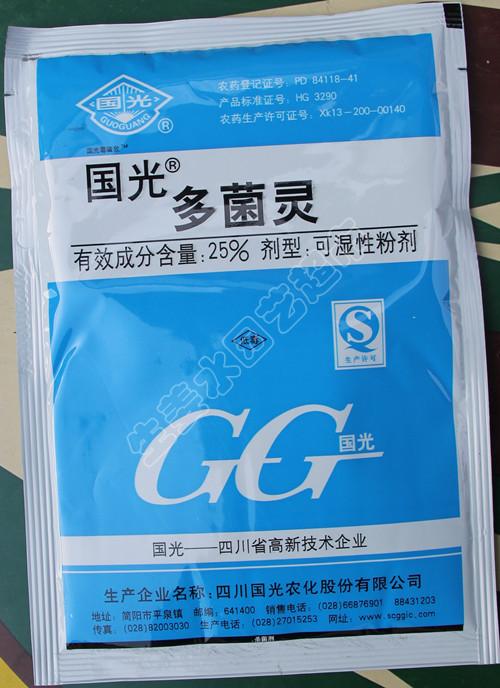 国光
GUOGUANG
®
农药登记证号：PD 84118-41
产品标准证号：HG 3290
农药生产许可证号：Xk13-200-00140
国光®
多菌灵
有效成分含量：25% 剂型：可湿性粉剂
低毒
生产许可
GG国光
国光——四川省高新技术企业
生产企业名称：四川国光农化股份有限公司
地址：简阳市平泉镇 邮编：641400 销售电话：(028)66876901 88431203
传真：(028)82003030 生产电话：(028)27015253 网址：www.scggic.com
杀菌剂